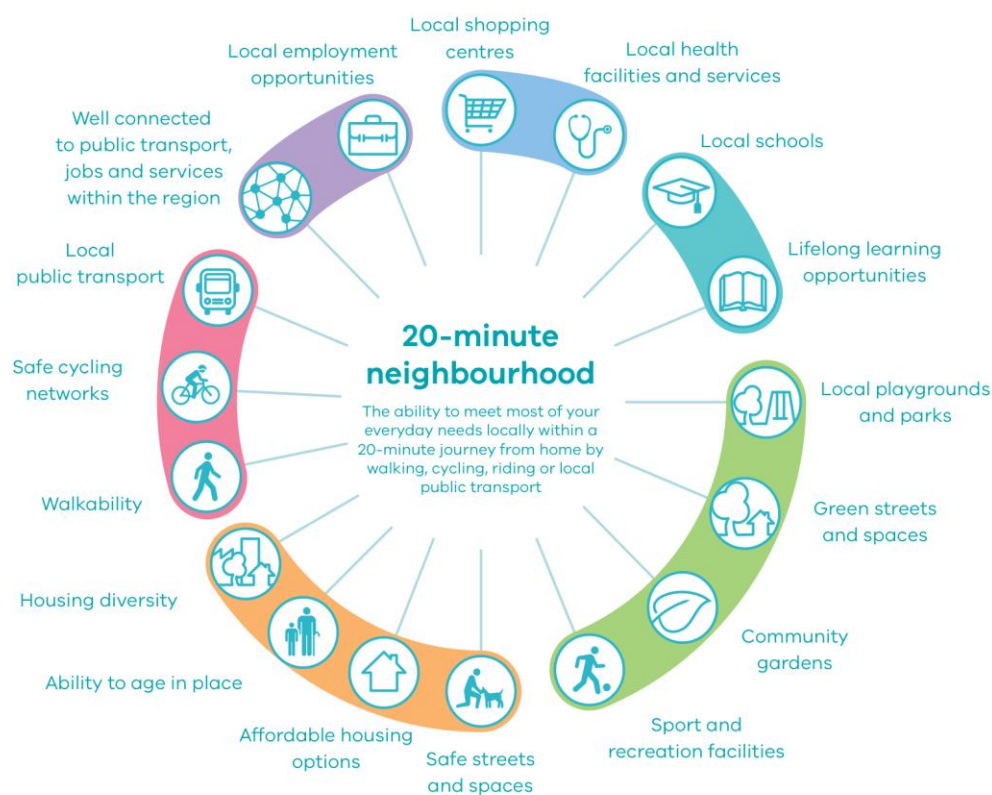 Local shopping
centres
Local health
facilities and services
Local schools
Lifelong learning
opportunities
Local playgrounds
and parks
Green streets
and spaces
Community
gardens
Sport and
recreation facilities
Safe streets
and spaces
Affordable housing
options
Ability to age in place
Housing diversity
Walkability
Safe cycling
networks
Local
public transport
Well connected
to public transport,
jobs and services
within the region
Local employment
opportunities
20-minute
neighbourhood
The ability to meet most of your
everyday needs locally within a
20-minute journey from home by
walking, cycling, riding or local
public transport